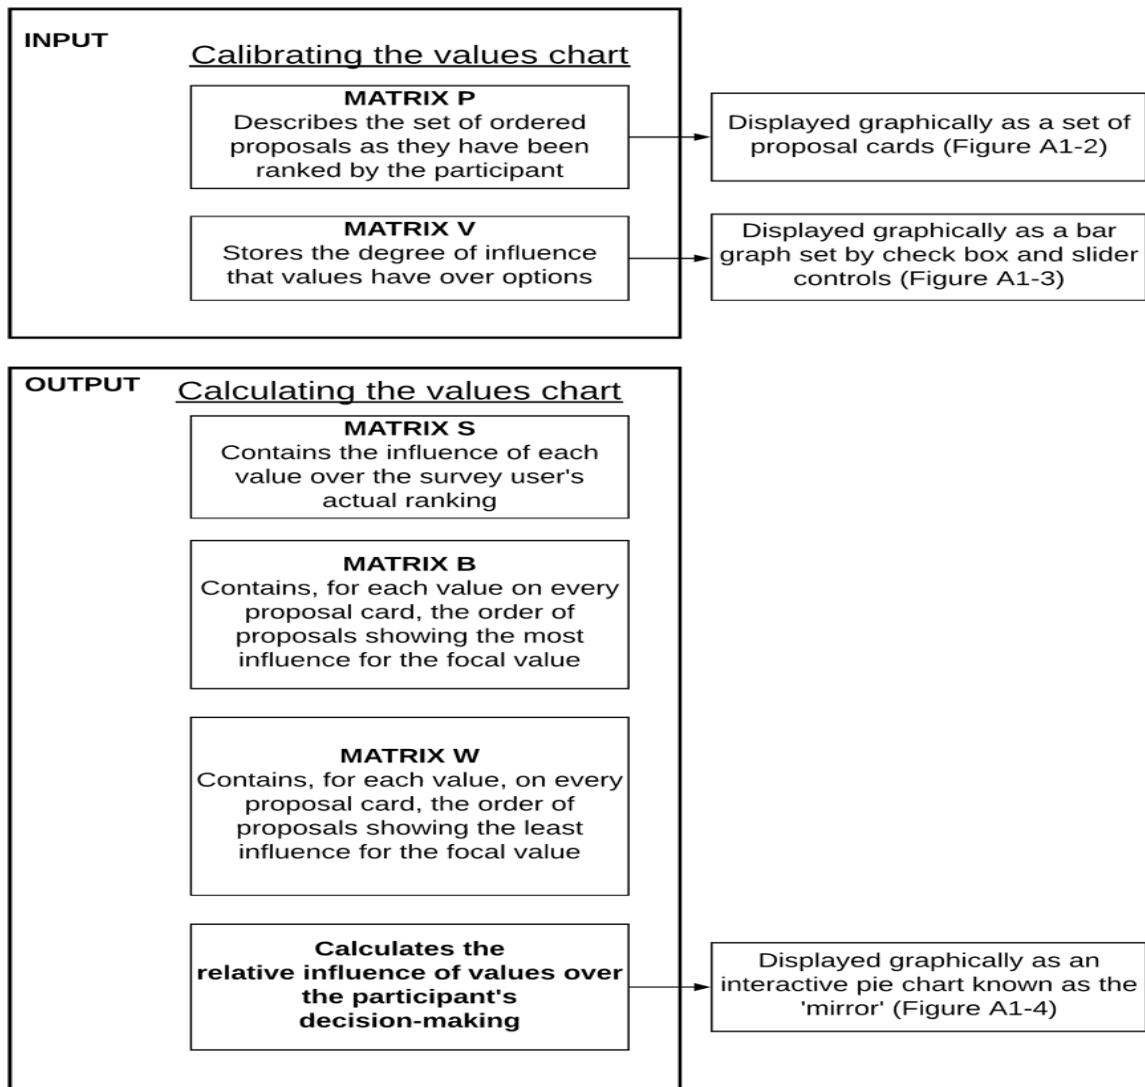 INPUT
Calibrating the values chart
MATRIX P
Describes the set of ordered
proposals as they have been
ranked by the participant
Displayed graphically as a set of
proposal cards (Figure A1-2)
MATRIX V
Stores the degree of influence
that values have over options
Displayed graphically as a bar
graph set by check box and slider
controls (Figure A1-3)
OUTPUT
Calculating the values chart
MATRIX S
Contains the influence of each
value over the survey user's
actual ranking
MATRIX B
Contains, for each value on every
proposal card, the order of
proposals showing the most
influence for the focal value
MATRIX W
Contains, for each value, on every
proposal card, the order of
proposals showing the least
influence for the focal value
Calculates the
relative influence of values over
the participant's
decision-making
Displayed graphically as an
interactive pie chart known as the
'mirror' (Figure A1-4)